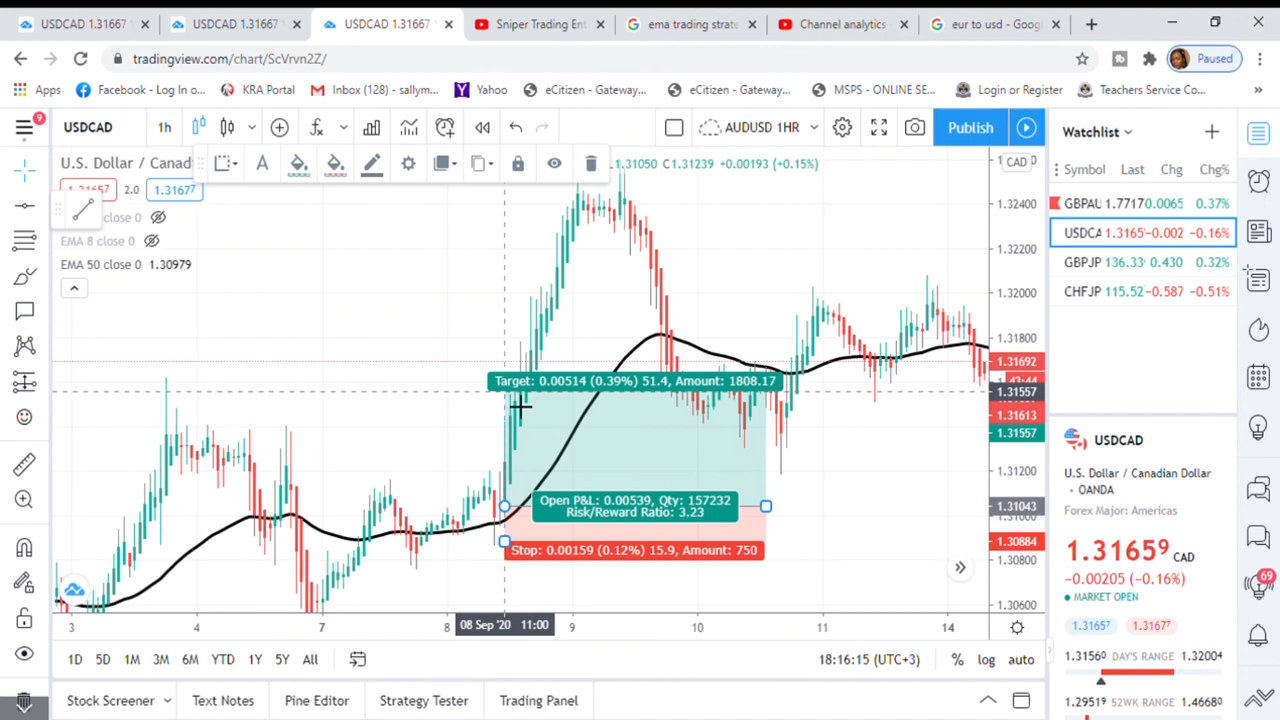 USDCAD 1.31667
USDCAD 1.31667
USDCAD 1.31667
Sniper Trading Ent
ema trading strate
Channel analytics
eur to usd - Goog
tradingview.com/chart/ScVrvn2Z/
Paused
Apps
Facebook - Log In o...
KRA Portal
Inbox (128) - sallym...
Yahoo
eCitizen - Gateway...
eCitizen - Gateway...
MSPS - ONLINE SE...
Login or Register
Teachers Service Co...
»
9
USDCAD
1h
AUDUSD 1HR
Publish
Watchlist
U.S. Dollar / Canad
1.31050 C1.31239 +0.00193 (+0.15%)
CAD
Symbol Last Chg Chg%
1.31657 2.0 1.31677
close 0
EMA 8 close 0
EMA 50 close 0 1.30979
GBPAU 1.7717 0.0065 0.37%
USDCA 1.3165 -0.002 -0.16%
GBPJP 136.33 0.430 0.32%
CHFJP 115.52 -0.587 -0.51%
1.32400
1.32200
1.32000
1.31800
1.31692
43:44
1.31557
1.31613
1.31557
1.31200
1.31043
1.31000
1.30884
1.30800
1.30600
Target: 0.00514 (0.39%) 51.4, Amount: 1808.17
Open P&L: 0.00539, Qty: 157232
Risk/Reward Ratio: 3.23
Stop: 0.00159 (0.12%) 15.9, Amount: 750
3 4 7 8 08 Sep '20 11:00 9 10 11 14
USDCAD
U.S. Dollar / Canadian Dollar
• OANDA
Forex Major: Americas
1.31659 CAD
−0.00205 (−0.16%)
MARKET OPEN
69
1.31657 1.31677
1.31560 DAY'S RANGE 1.32004
1.29519 52WK RANGE 1.46680
1D 5D 1M 3M 6M YTD 1Y 5Y All
18:16:15 (UTC+3) % log auto
Stock Screener Text Notes Pine Editor Strategy Tester Trading Panel